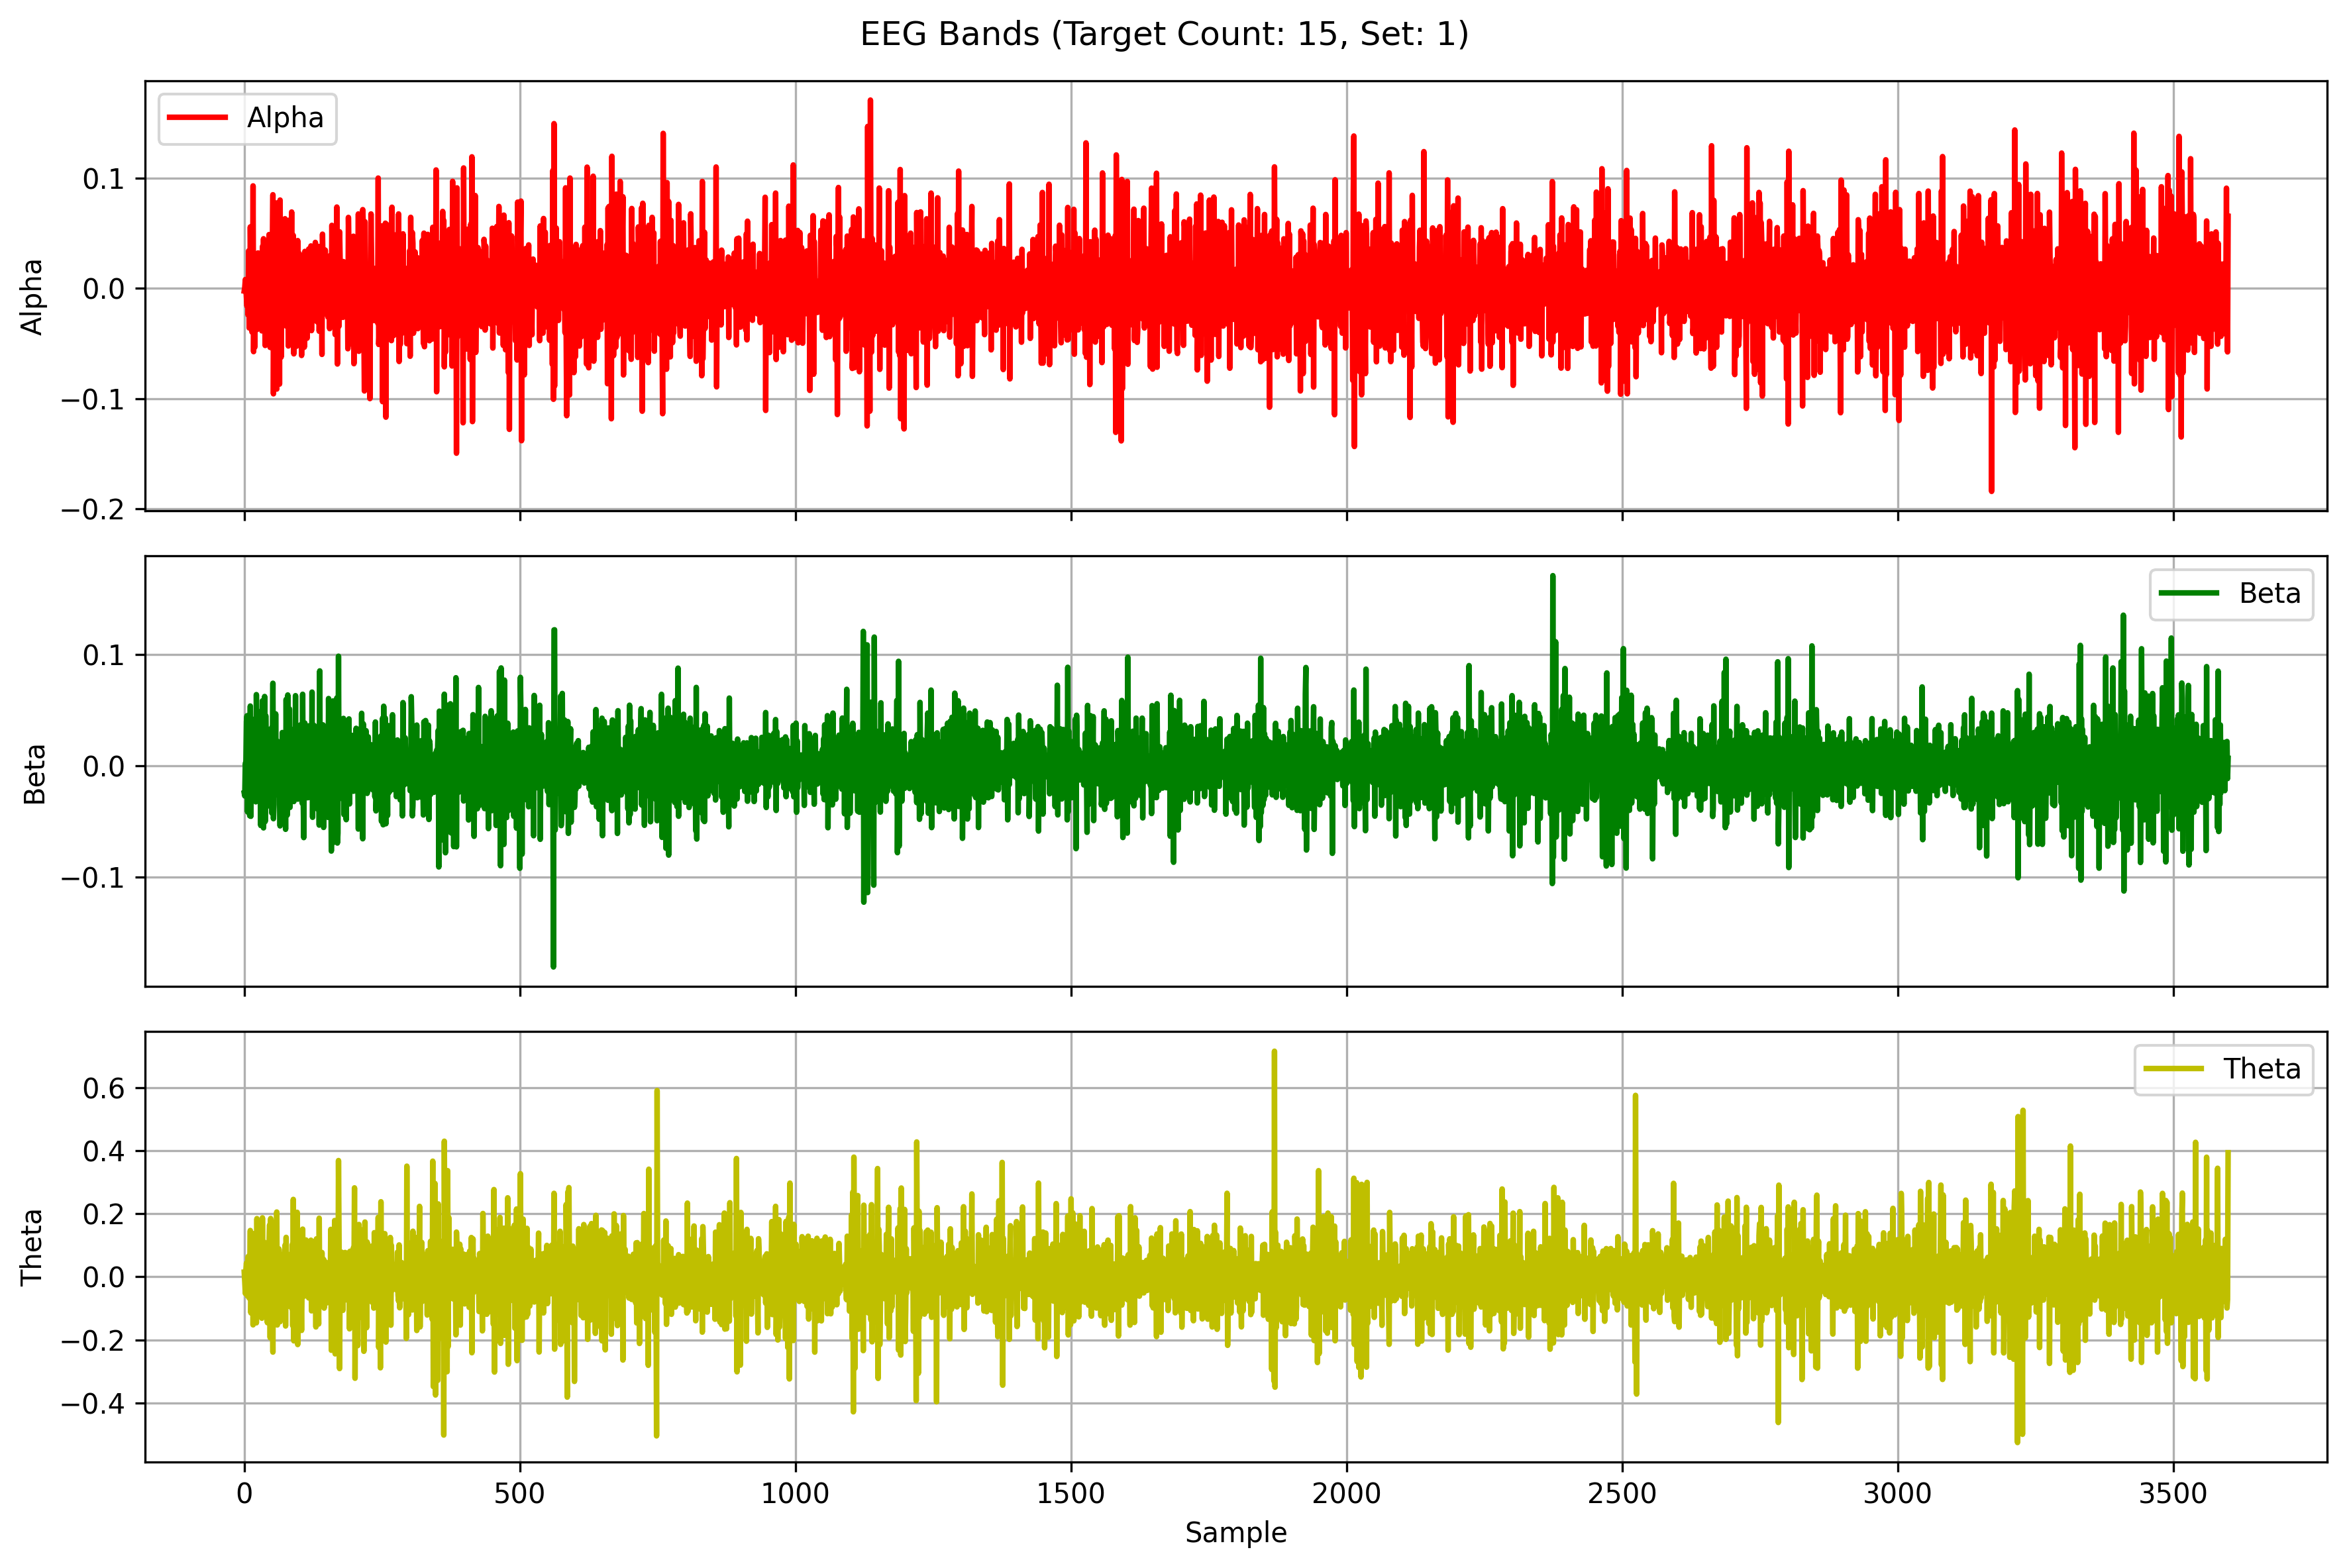 EEG Bands (Target Count: 15, Set: 1)
Alpha
0.1
0.0
−0.1
−0.2
Alpha
Beta
0.1
0.0
−0.1
Beta
Theta
0.6
0.4
0.2
0.0
−0.2
−0.4
Theta
0 500 1000 1500 2000 2500 3000 3500
Sample